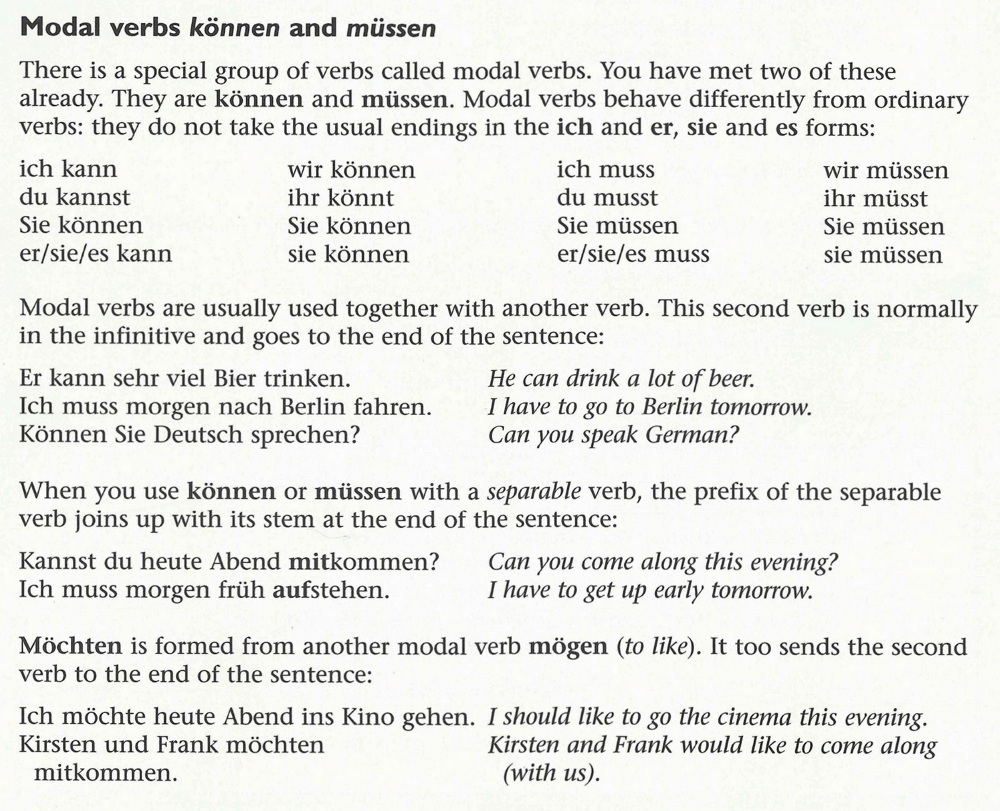 Modal verbs können and müssen
There is a special group of verbs called modal verbs. You have met two of these
already. They are können and müssen. Modal verbs behave differently from ordinary
verbs: they do not take the usual endings in the ich and er, sie and es forms:
ich kann wir können ich muss wir müssen
du kannst ihr könnt du musst ihr müsst
Sie können Sie können Sie müssen Sie müssen
er/sie/es kann sie können er/sie/es muss sie müssen
Modal verbs are usually used together with another verb. This second verb is normally
in the infinitive and goes to the end of the sentence:
Er kann sehr viel Bier trinken. He can drink a lot of beer.
Ich muss morgen nach Berlin fahren. I have to go to Berlin tomorrow.
Können Sie Deutsch sprechen? Can you speak German?
When you use können or müssen with a separable verb, the prefix of the separable
verb joins up with its stem at the end of the sentence:
Kannst du heute Abend mitkommen? Can you come along this evening?
Ich muss morgen früh aufstehen. I have to get up early tomorrow.
Möchten is formed from another modal verb mögen (to like). It too sends the second
verb to the end of the sentence:
Ich möchte heute Abend ins Kino gehen. I should like to go the cinema this evening.
Kirsten und Frank möchten Kirsten and Frank would like to come along
mitkommen. (with us).